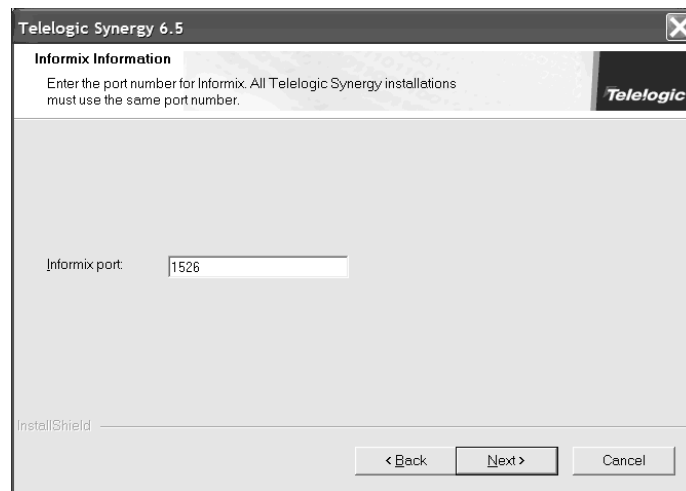 Telelogic Synergy 6.5
Informix Information
Enter the port number for Informix. All Telelogic Synergy installations
must use the same port number.
Telelogic
Informix port:
1526
InstallShield
< Back
Next >
Cancel